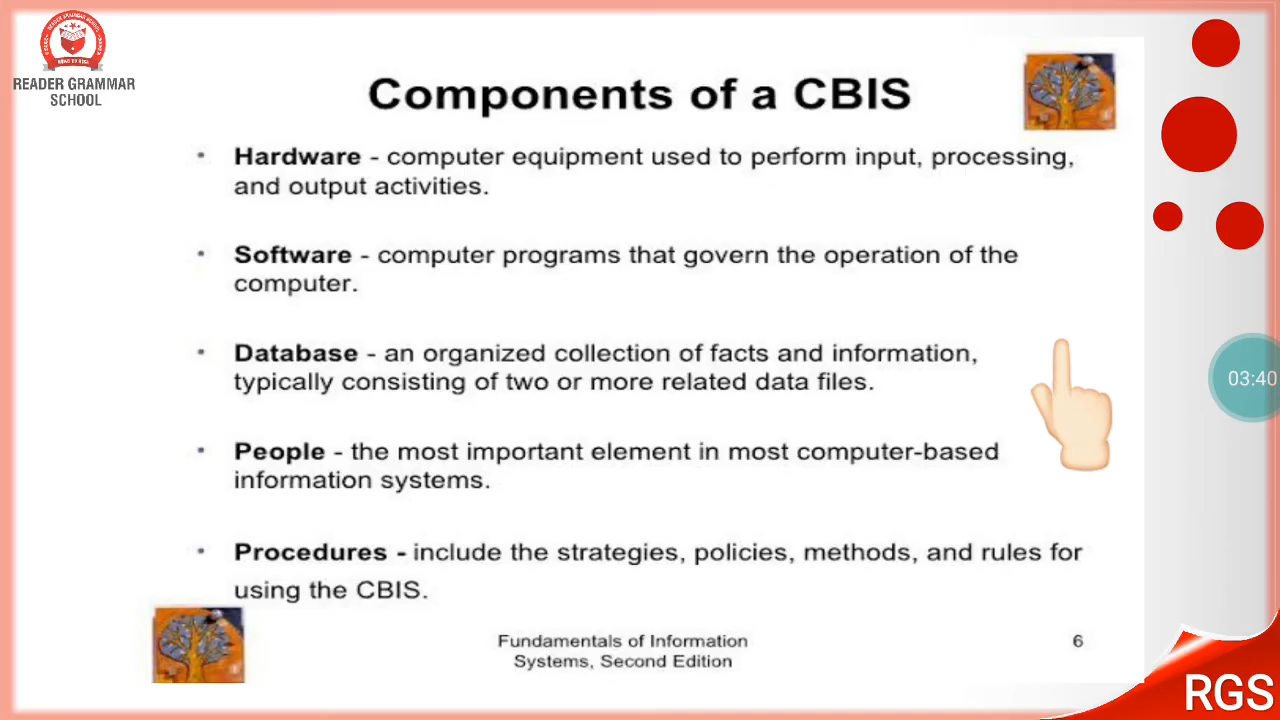 READER GRAMMAR
SCHOOL
Components of a CBIS
• Hardware - computer equipment used to perform input, processing,
and output activities.
• Software - computer programs that govern the operation of the
computer.
• Database - an organized collection of facts and information,
typically consisting of two or more related data files.
• People - the most important element in most computer-based
information systems.
• Procedures - include the strategies, policies, methods, and rules for
using the CBIS.
03:40
Fundamentals of Information
Systems, Second Edition
6
RGS